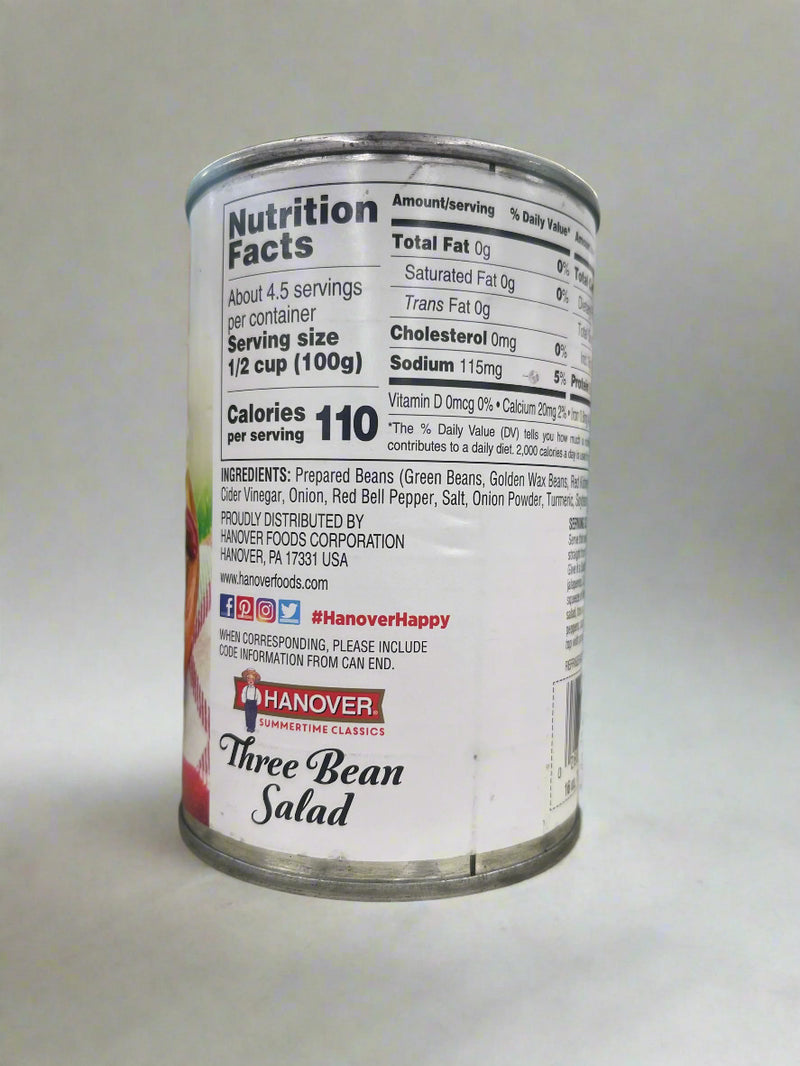 Nutrition
Facts
About 4.5 servings
per container
Serving size
1/2 cup (100g)
Calories
per serving
110
Amount/serving % Daily Value*
Total Fat 0g 0%
Saturated Fat 0g 0%
Trans Fat 0g
Cholesterol 0mg 0%
Sodium 115mg 5%
Vitamin D 0mcg 0% • Calcium 20mg 2% •
*The % Daily Value (DV) tells you how much
contributes to a daily diet. 2,000 calories a day
INGREDIENTS: Prepared Beans (Green Beans, Golden Wax Beans, Red
Cider Vinegar, Onion, Red Bell Pepper, Salt, Onion Powder, Turmeric,
PROUDLY DISTRIBUTED BY
HANOVER FOODS CORPORATION
HANOVER, PA 17331 USA
www.hanoverfoods.com
#HanoverHappy
WHEN CORRESPONDING, PLEASE INCLUDE
CODE INFORMATION FROM CAN END.
HANOVER®
SUMMERTIME CLASSICS
Three Bean
Salad